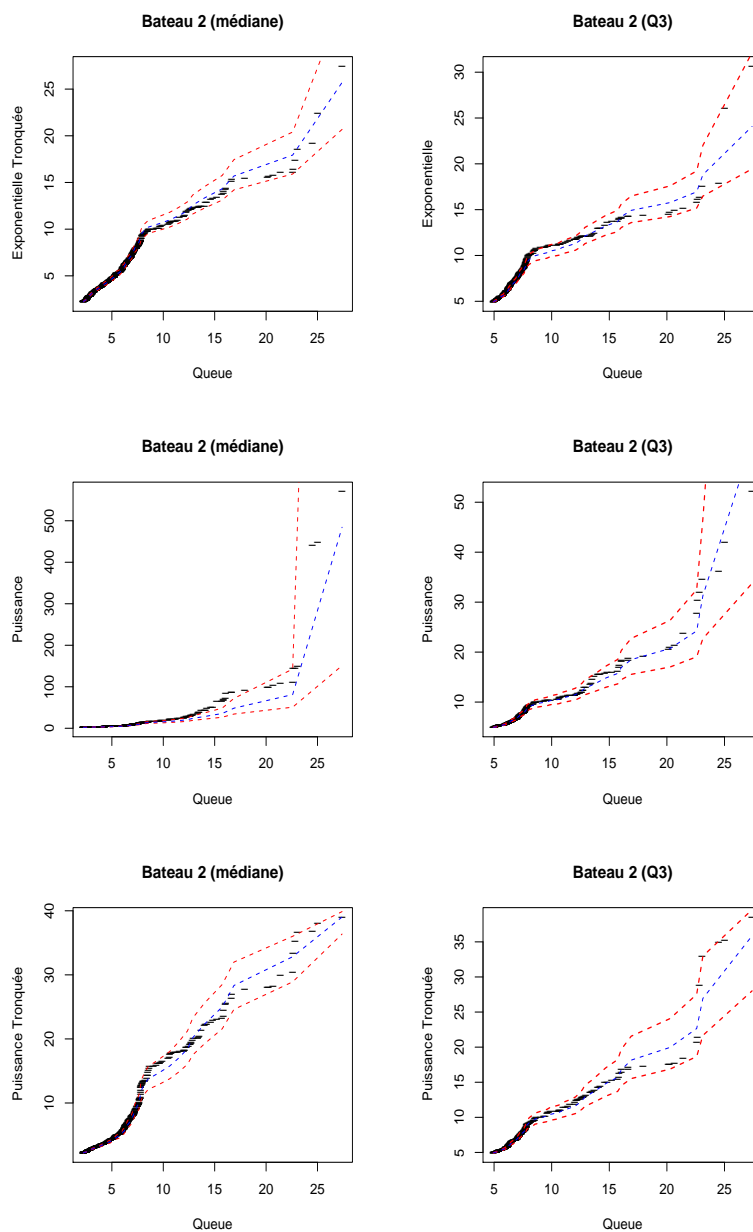 Bateau 2 (médiane)
Exponentielle Tronquée
25
20
15
10
5
5 10 15 20 25
Queue
Bateau 2 (Q3)
Exponentielle
30
25
20
15
10
5
5 10 15 20 25
Queue
Bateau 2 (médiane)
Puissance
500
400
300
200
100
0
5 10 15 20 25
Queue
Bateau 2 (Q3)
Puissance
50
40
30
20
10
5 10 15 20 25
Queue
Bateau 2 (médiane)
Puissance Tronquée
40
30
20
10
5 10 15 20 25
Queue
Bateau 2 (Q3)
Puissance Tronquée
35
30
25
20
15
10
5
5 10 15 20 25
Queue